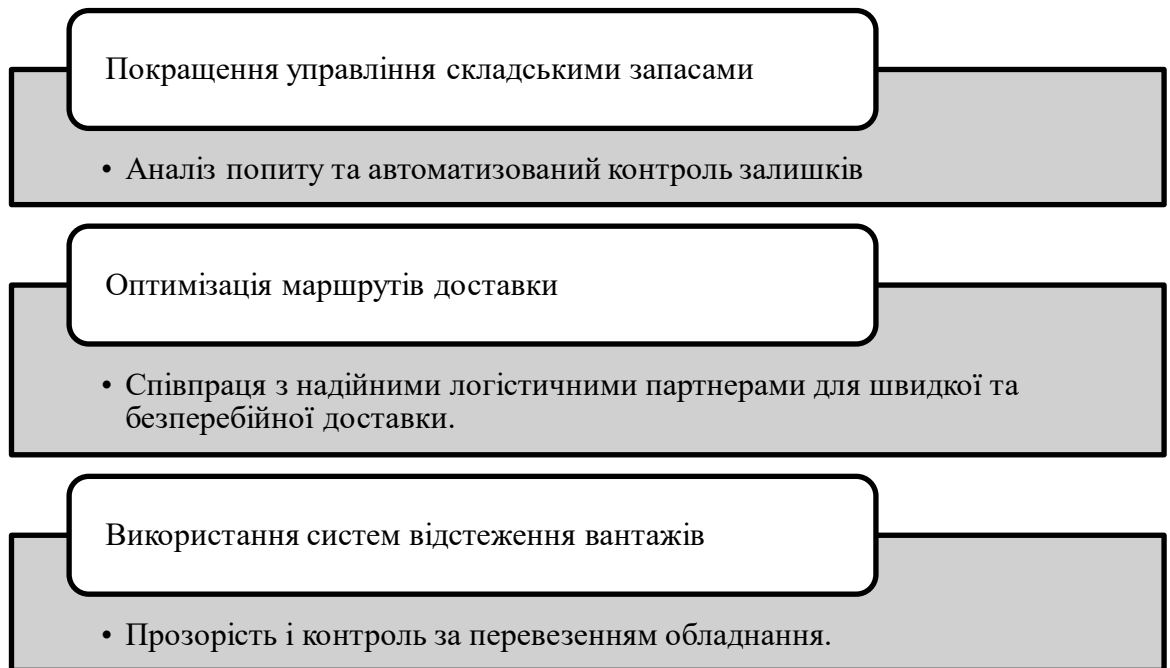 Покращення управління складськими запасами
• Аналіз попиту та автоматизований контроль залишків
Оптимізація маршрутів доставки
• Співпраця з надійними логістичними партнерами для швидкої та
безперебійної доставки.
Використання систем відстеження вантажів
• Прозорість і контроль за перевезенням обладнання.